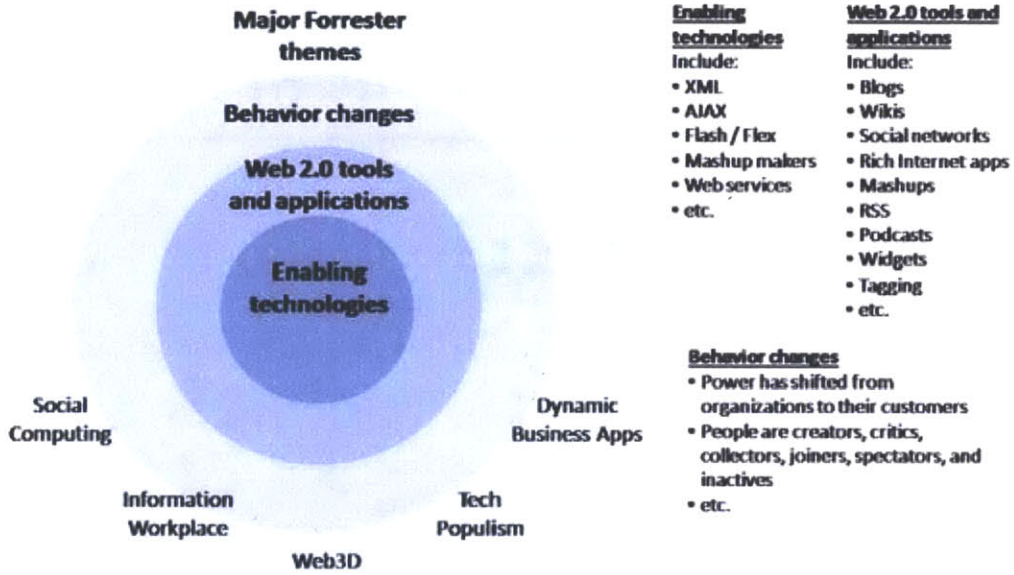 Major Forrester
themes
Behavior changes
Web 2.0 tools
and applications
Enabling
technologies
Social
Computing
Information
Workplace
Web3D
Tech
Populism
Dynamic
Business Apps
Enabling
technologies
Include:
• XML
• AJAX
• Flash / Flex
• Mashup makers
• Web services
• etc.
Web 2.0 tools and
applications
Include:
• Blogs
• Wikis
• Social networks
• Rich Internet apps
• Mashups
• RSS
• Podcasts
• Widgets
• Tagging
• etc.
Behavior changes
• Power has shifted from
organizations to their customers
• People are creators, critics,
collectors, joiners, spectators, and
inactives
• etc.